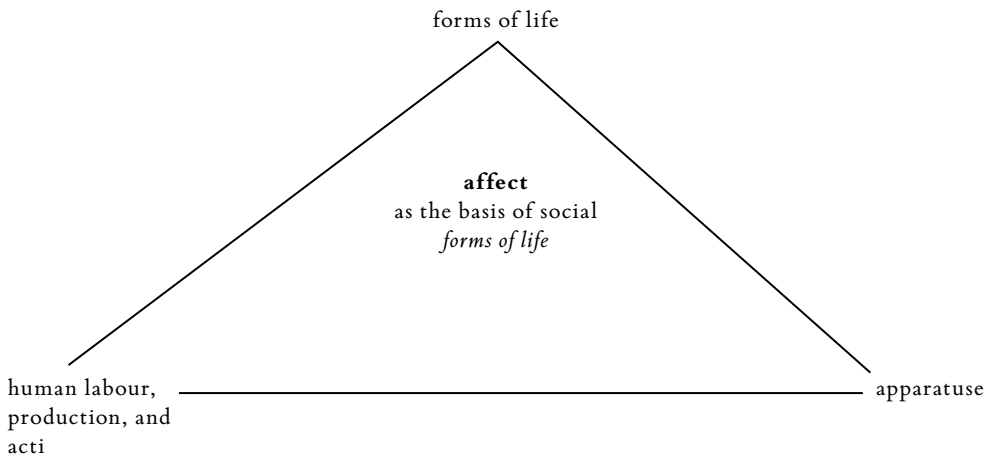 forms of life
affect
as the basis of social
forms of life
human labour,
production, and
acti
apparatuse